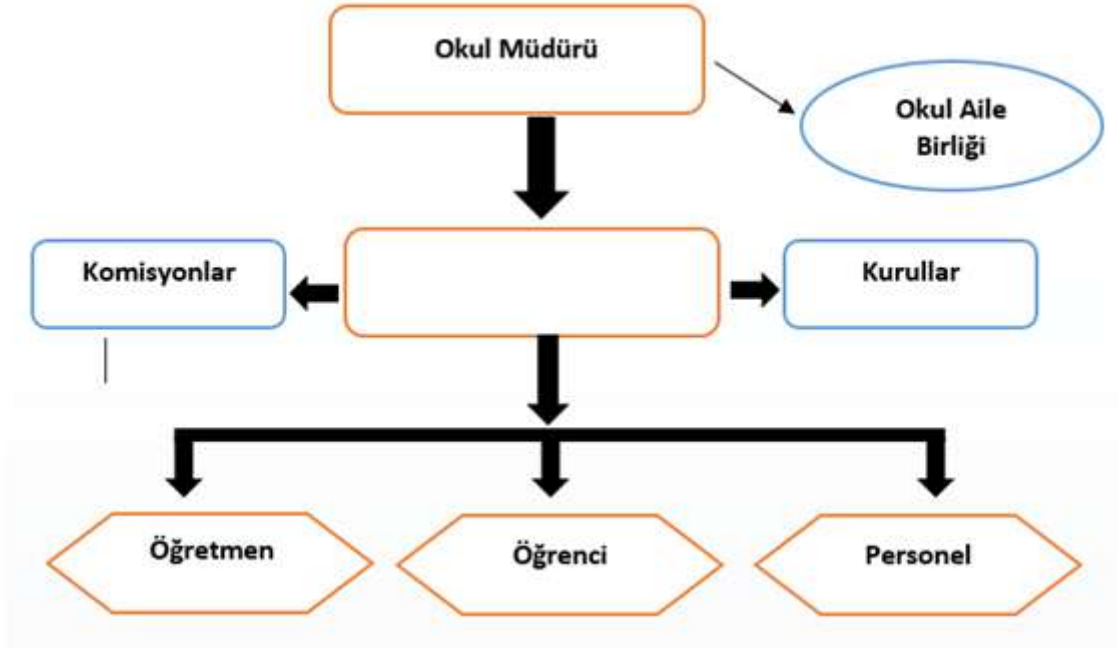 Okul Müdürü
Okul Aile
Birliği
Komisyonlar
Kurullar
Öğretmen
Öğrenci
Personel